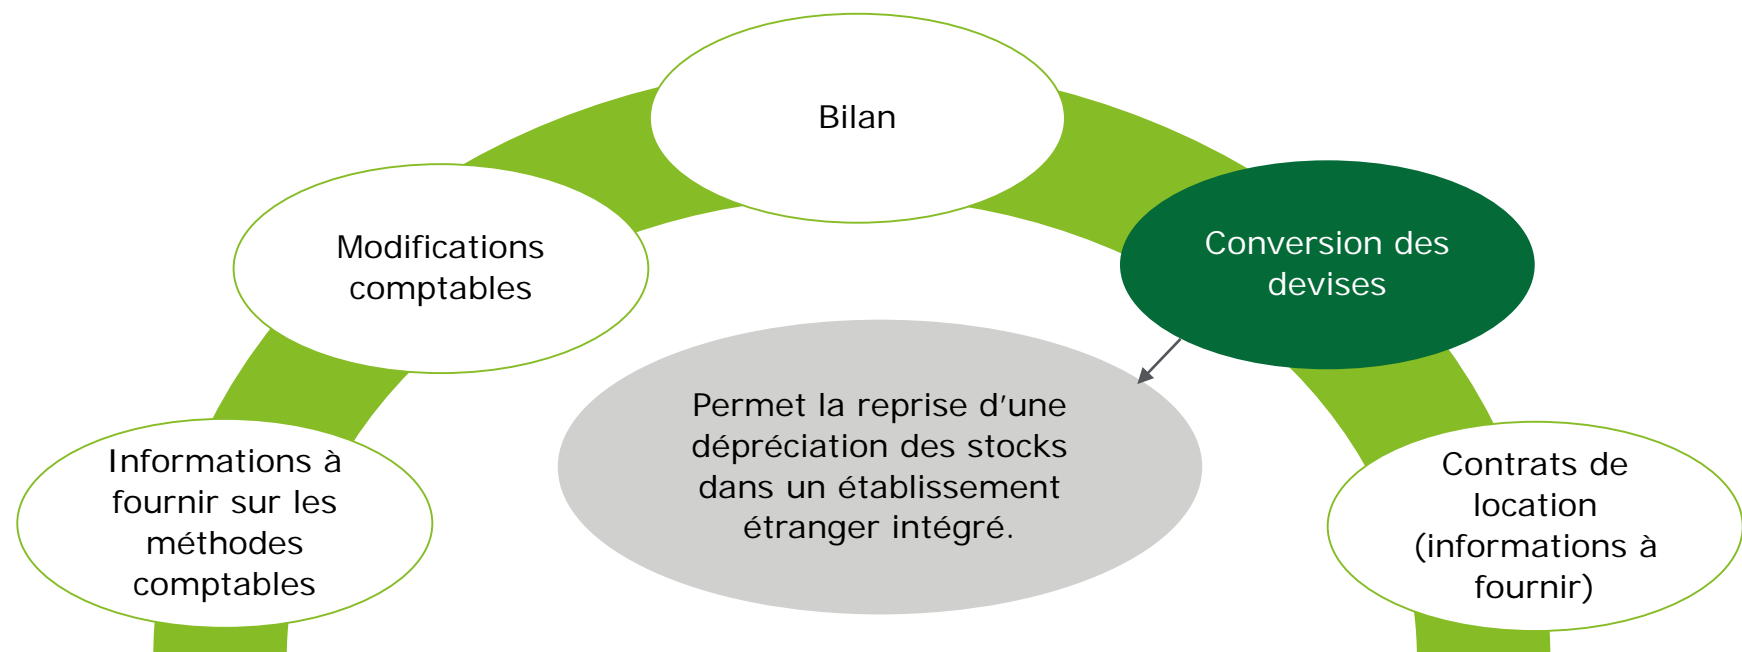 Bilan
Modifications
comptables
Conversion des
devises
Permet la reprise d’une
dépréciation des stocks
dans un établissement
étranger intégré.
Informations à
fournir sur les
méthodes
comptables
Contrats de
location
(informations à
fournir)